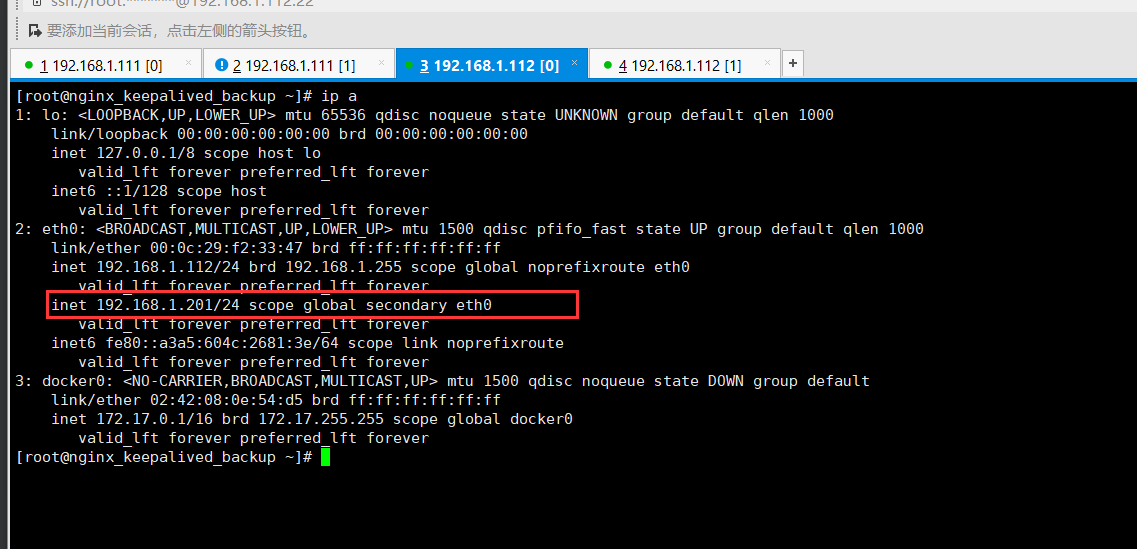 ssh://root:*******@192.168.1.112:22
要添加当前会话，点击左侧的箭头按钮。
1 192.168.1.111 [0] × 2 192.168.1.111 [1] × 3 192.168.1.112 [0] × 4 192.168.1.112 [1] × +
[root@nginx_keepalived_backup ~]# ip a
1: lo: <LOOPBACK,UP,LOWER_UP> mtu 65536 qdisc noqueue state UNKNOWN group default qlen 1000
link/loopback 00:00:00:00:00:00 brd 00:00:00:00:00:00
inet 127.0.0.1/8 scope host lo
valid_lft forever preferred_lft forever
inet6 ::1/128 scope host
valid_lft forever preferred_lft forever
2: eth0: <BROADCAST,MULTICAST,UP,LOWER_UP> mtu 1500 qdisc pfifo_fast state UP group default qlen 1000
link/ether 00:0c:29:f2:33:47 brd ff:ff:ff:ff:ff:ff
inet 192.168.1.112/24 brd 192.168.1.255 scope global noprefixroute eth0
valid_lft forever preferred_lft forever
inet 192.168.1.201/24 scope global secondary eth0
valid_lft forever preferred_lft forever
inet6 fe80::a3a5:604c:2681:3e/64 scope link noprefixroute
valid_lft forever preferred_lft forever
3: docker0: <NO-CARRIER,BROADCAST,MULTICAST,UP> mtu 1500 qdisc noqueue state DOWN group default
link/ether 02:42:08:0e:54:d5 brd ff:ff:ff:ff:ff:ff
inet 172.17.0.1/16 brd 172.17.255.255 scope global docker0
valid_lft forever preferred_lft forever
[root@nginx_keepalived_backup ~]#